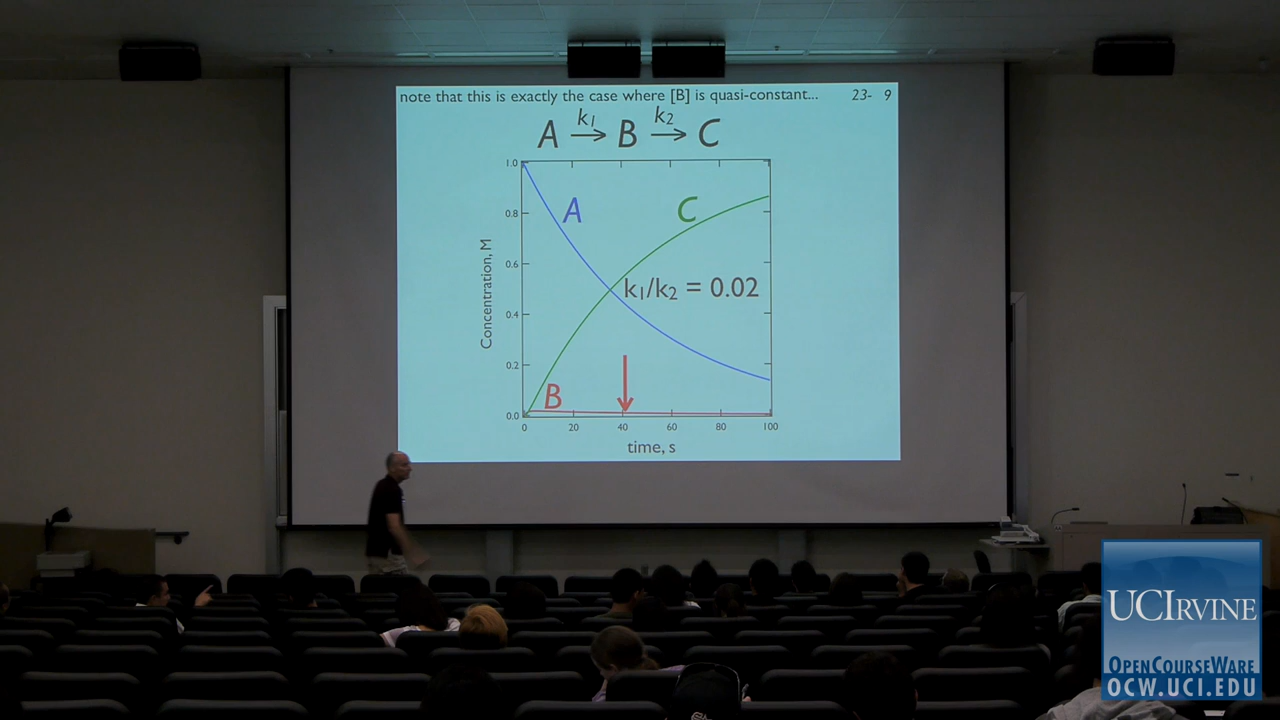 note that this is exactly the case where [B] is quasi-constant... 23- 9
k1 k2
A → B → C
1.0
0.8
0.6
0.4
0.2
0.0
Concentration, M
A
C
k1/k2 = 0.02
B
0 20 40 60 80 100
time, s
UCIRVINE
OPENCOURSEWARE
OCW.UCI.EDU